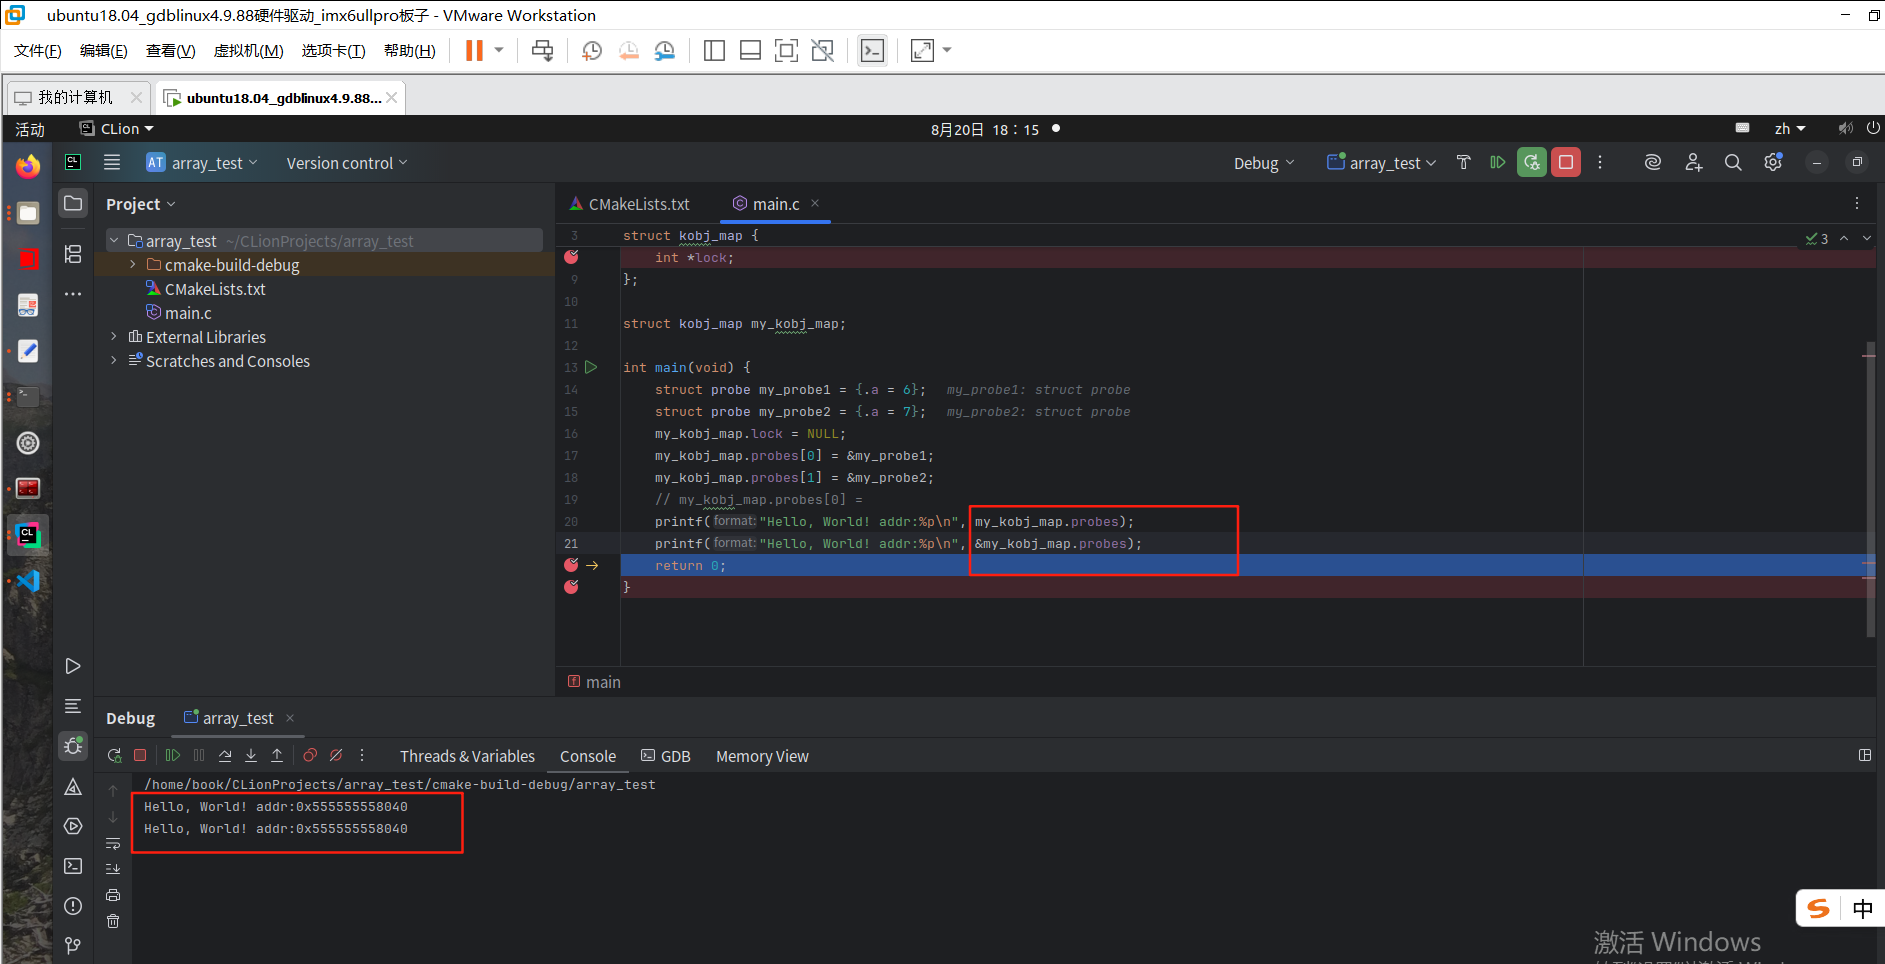 ubuntu18.04_gdblinux4.9.88硬件驱动_imx6ullpro板子 - VMware Workstation
文件(F) 编辑(E) 查看(V) 虚拟机(M) 选项卡(T) 帮助(H)
我的计算机 ubuntu18.04_gdblinux4.9.88...
活动 CLion 8月20日 18：15 zh
AT array_test Version control Debug array_test
Project
CMakeLists.txt main.c
array_test ~/CLionProjects/array_test
cmake-build-debug
CMakeLists.txt
main.c
External Libraries
Scratches and Consoles
3 struct kobj_map {
3
int *lock;
9 };
10
11 struct kobj_map my_kobj_map;
12
13 int main(void) {
14 struct probe my_probe1 = {.a = 6}; my_probe1: struct probe
15 struct probe my_probe2 = {.a = 7}; my_probe2: struct probe
16 my_kobj_map.lock = NULL;
17 my_kobj_map.probes[0] = &my_probe1;
18 my_kobj_map.probes[1] = &my_probe2;
19 // my_kobj_map.probes[0] =
20 printf( format: "Hello, World! addr:%p\n", my_kobj_map.probes);
21 printf( format: "Hello, World! addr:%p\n", &my_kobj_map.probes);
return 0;
}
f main
Debug array_test
Threads & Variables Console GDB Memory View
/home/book/CLionProjects/array_test/cmake-build-debug/array_test
Hello, World! addr:0x555555558040
Hello, World! addr:0x555555558040
中
激活 Windows